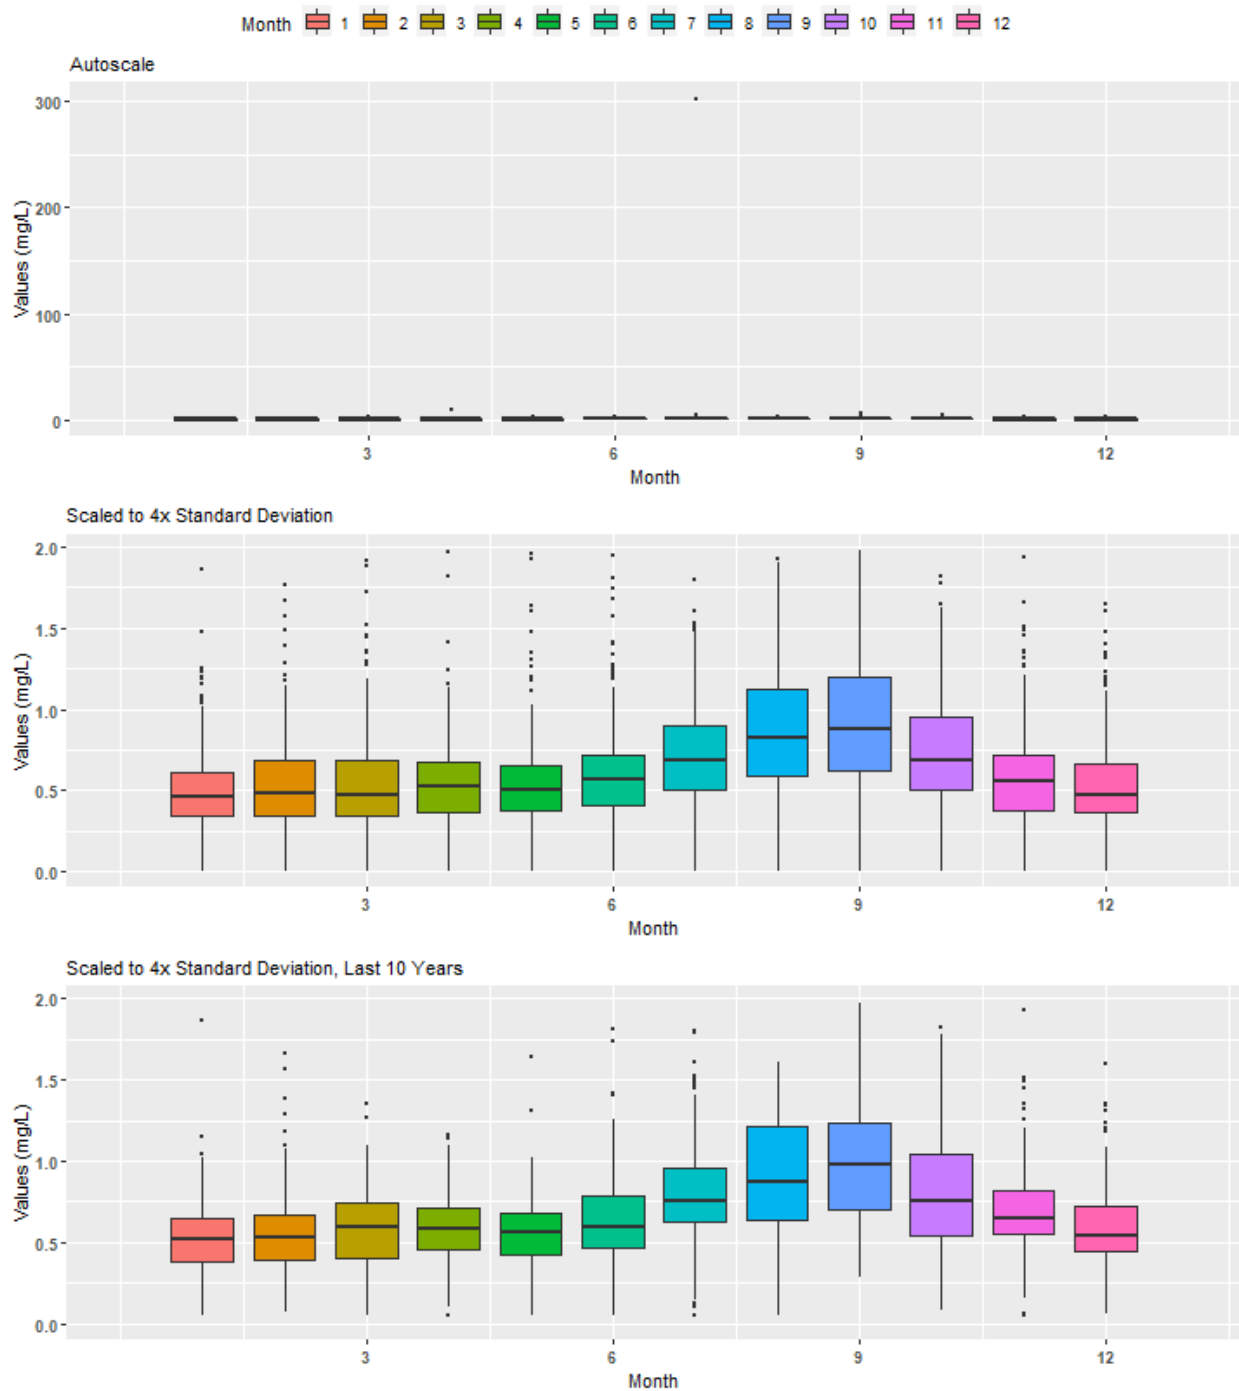 Month 1 2 3 4 5 6 7 8 9 10 11 12
Autoscale
Values (mg/L)
300
200
100
0
3 6 9 12
Month
Scaled to 4x Standard Deviation
Values (mg/L)
2.0
1.5
1.0
0.5
0.0
3 6 9 12
Month
Scaled to 4x Standard Deviation, Last 10 Years
Values (mg/L)
2.0
1.5
1.0
0.5
0.0
3 6 9 12
Month